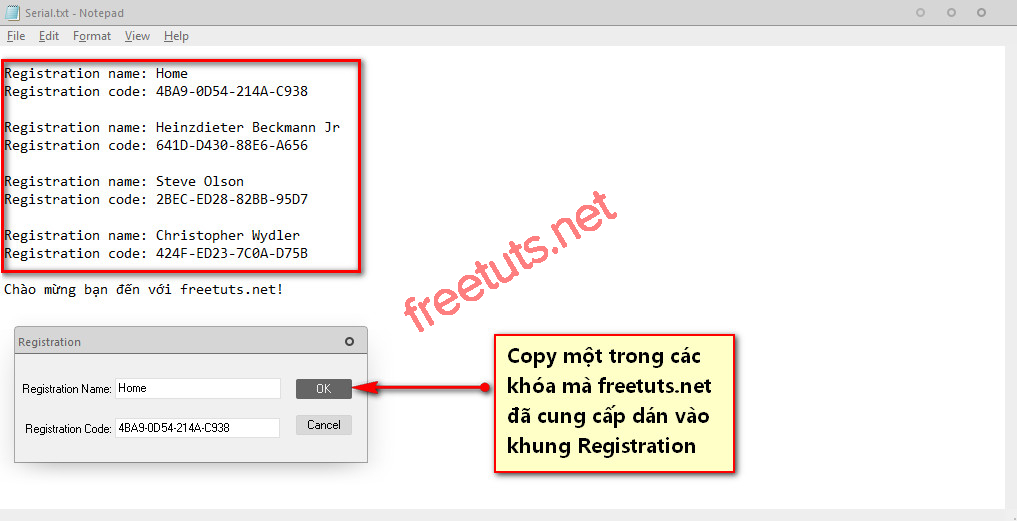 Serial.txt - Notepad
File Edit Format View Help
Registration name: Home
Registration code: 4BA9-0D54-214A-C938
Registration name: Heinzdieter Beckmann Jr
Registration code: 641D-D430-88E6-A656
Registration name: Steve Olson
Registration code: 2BEC-ED28-82BB-95D7
Registration name: Christopher Wydler
Registration code: 424F-ED23-7C0A-D75B
Chào mừng bạn đến với freetuts.net!
freetuts.net
Registration
Registration Name: Home OK
Registration Code: 4BA9-0D54-214A-C938 Cancel
Copy một trong các
khóa mà freetuts.net
đã cung cấp dán vào
khung Registration